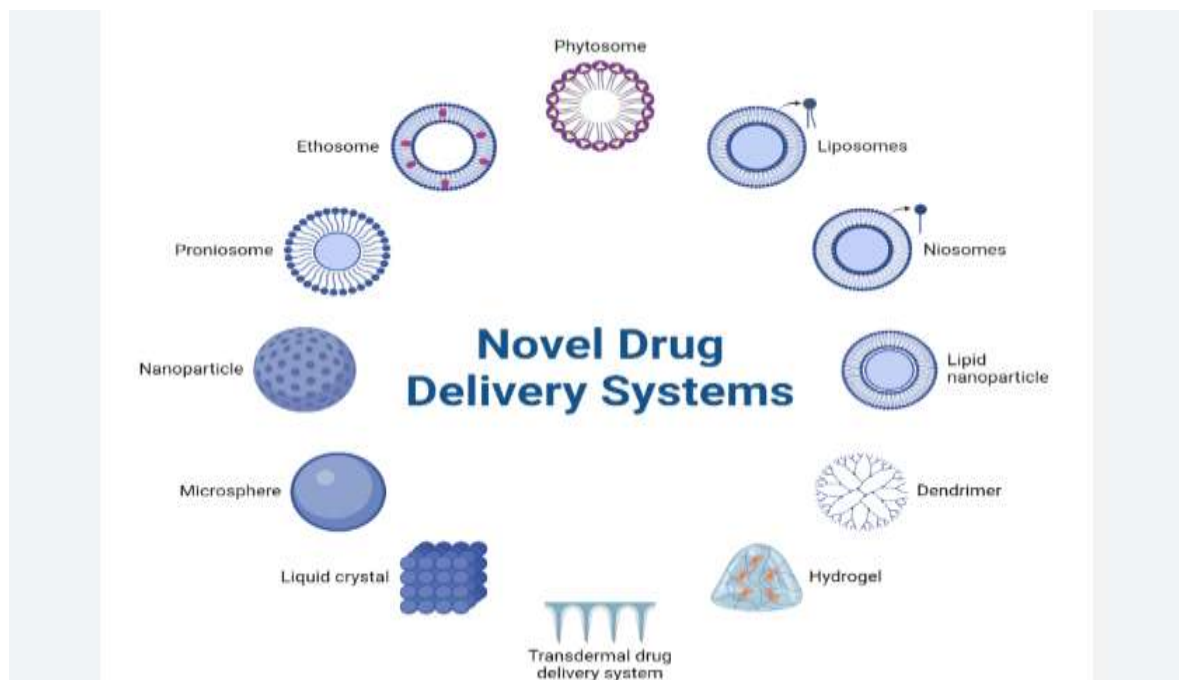 Phytosome
Ethosome
Liposomes
Proniosome
Niosomes
Novel Drug
Delivery Systems
Nanoparticle
Lipid
nanoparticle
Microsphere
Dendrimer
Liquid crystal
Hydrogel
Transdermal drug
delivery system